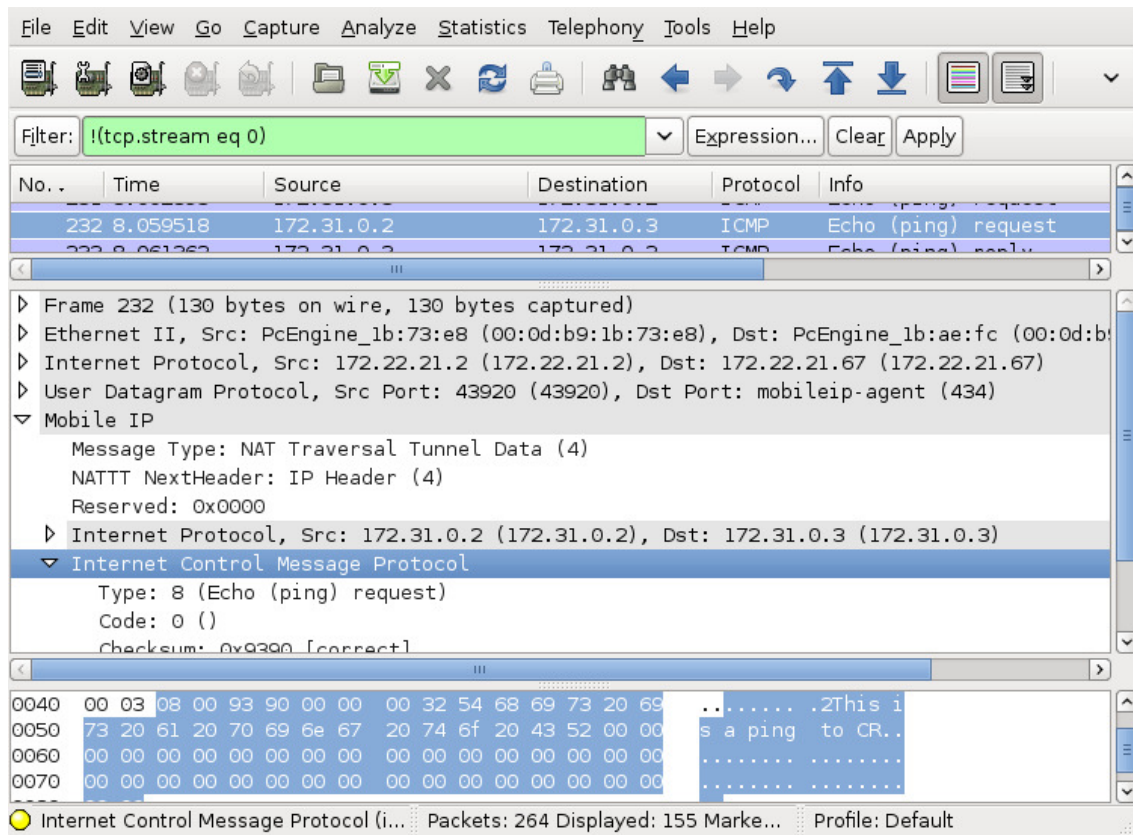 File Edit View Go Capture Analyze Statistics Telephony Tools Help
Filter: !(tcp.stream eq 0) Expression... Clear Apply
No. . Time Source Destination Protocol Info
232 8.059518 172.31.0.2 172.31.0.3 ICMP Echo (ping) request
Echo (ping) reply
Frame 232 (130 bytes on wire, 130 bytes captured)
Ethernet II, Src: PcEngine_1b:73:e8 (00:0d:b9:1b:73:e8), Dst: PcEngine_1b:ae:fc (00:0d:b9
Internet Protocol, Src: 172.22.21.2 (172.22.21.2), Dst: 172.22.21.67 (172.22.21.67)
User Datagram Protocol, Src Port: 43920 (43920), Dst Port: mobileip-agent (434)
Mobile IP
Message Type: NAT Traversal Tunnel Data (4)
NATTT NextHeader: IP Header (4)
Reserved: 0x0000
Internet Protocol, Src: 172.31.0.2 (172.31.0.2), Dst: 172.31.0.3 (172.31.0.3)
Internet Control Message Protocol
Type: 8 (Echo (ping) request)
Code: 0 ()
Checksum: 0x9390 [correct]
0040 00 03 08 00 93 90 00 00 00 32 54 68 69 73 20 69 ........ .2This i
0050 73 20 61 20 70 69 6e 67 20 74 6f 20 43 52 00 00 s a ping to CR..
0060 00 00 00 00 00 00 00 00 00 00 00 00 00 00 00 00 ........ ........
0070 00 00 00 00 00 00 00 00 00 00 00 00 00 00 00 00 ........ ........
Internet Control Message Protocol (i... Packets: 264 Displayed: 155 Marke... Profile: Default